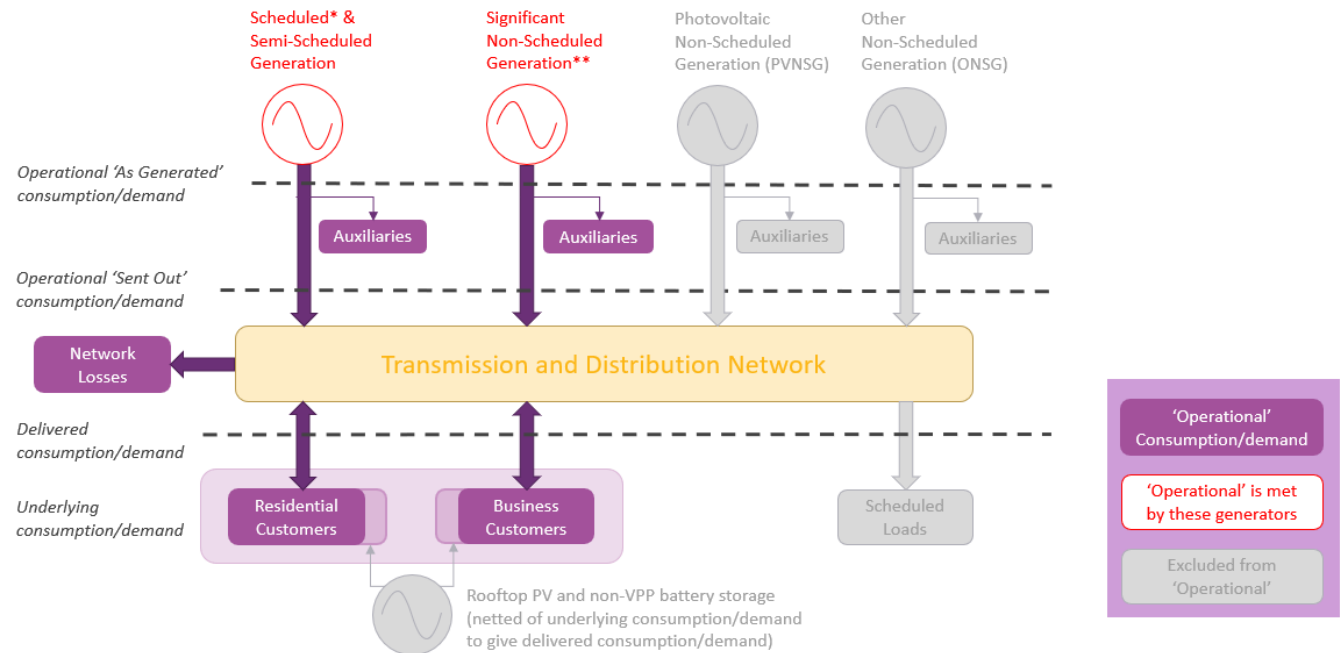 Scheduled* &
Semi-Scheduled
Generation
Significant
Non-Scheduled
Generation**
Photovoltaic
Non-Scheduled
Generation (PVNSG)
Other
Non-Scheduled
Generation (ONSG)
Operational ‘As Generated’
consumption/demand
Auxiliaries
Auxiliaries
Auxiliaries
Auxiliaries
Operational ‘Sent Out’
consumption/demand
Network
Losses
Transmission and Distribution Network
Delivered
consumption/demand
Underlying
consumption/demand
Residential
Customers
Business
Customers
Scheduled
Loads
Rooftop PV and non-VPP battery storage
(netted of underlying consumption/demand
to give delivered consumption/demand)
‘Operational’
Consumption/demand
‘Operational’ is met
by these generators
Excluded from
‘Operational’